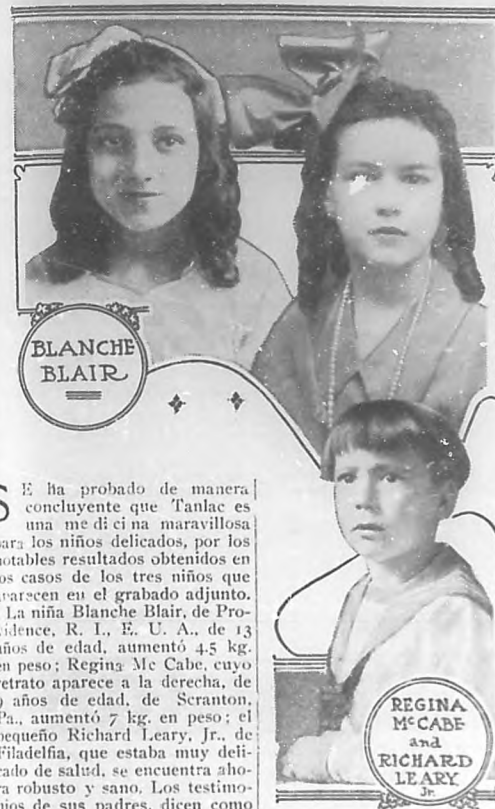 BLANCHE
BLAIR
SE ha probado de manera
concluyente que Tanlac es
una me di ci na maravillosa
para los niños delicados, por los
notables resultados obtenidos en
los casos de los tres niños que
aparecen en el grabado adjunto.
La niña Blanche Blair, de Pro-
vidence, R. I., E. U. A., de 13
años de edad, aumentó 4.5 kg.
en peso; Regina Mc Cabe, cuyo
retrato aparece a la derecha, de
9 años de edad, de Scranton,
Pa., aumentó 7 kg. en peso; el
pequeño Richard Leary, Jr., de
Filadelfia, que estaba muy deli-
cado de salud, se encuentra aho-
ra robusto y sano. Los testimo-
nios de sus padres, dicen como
REGINA
McCABE
and
RICHARD
LEARY
Jr.